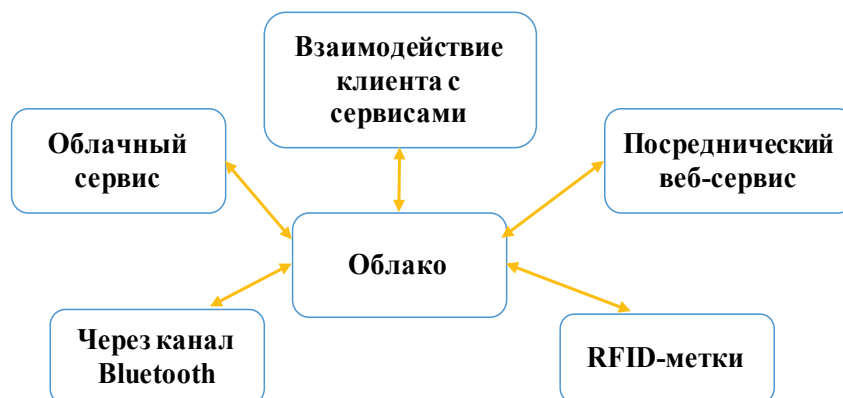 Взаимодействие
клиента с
сервисами
Облачный
сервис
Посреднический
веб-сервис
Облако
Через канал
Bluetooth
RFID-метки